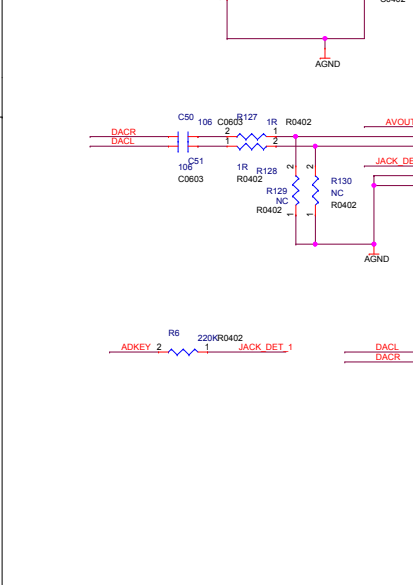 AGND
C50
106
C0603
R127
1R
R0402
AVOUT
DACR
2
1
DACL
1
2
C51
106
C0603
1R
R128
R0402
JACK_DE
2
2
R129
NC
R0402
R130
NC
R0402
1
1
AGND
R6
220K
R0402
ADKEY
2
1
JACK_DET_1
DACL
DACR